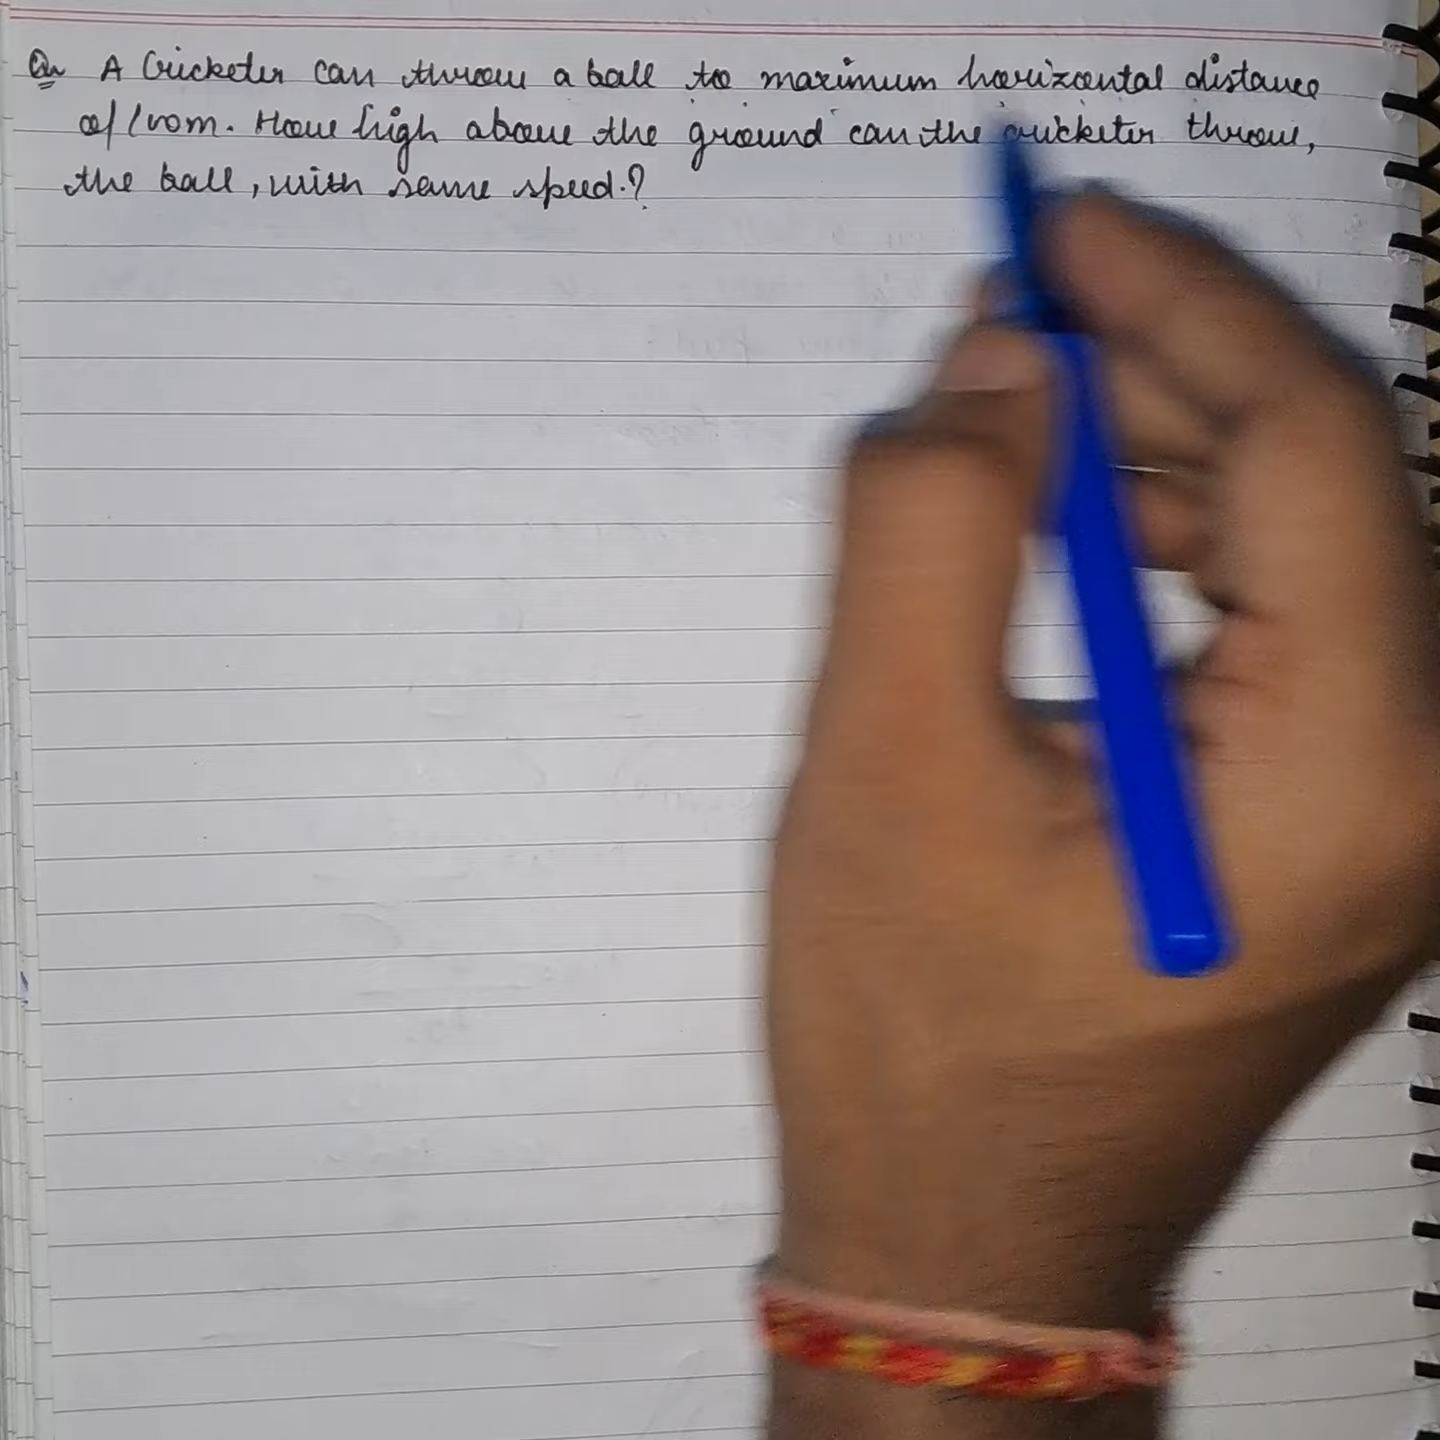 Qn A Cricketer can throw a ball to maximum horizontal distance
of 100m. How high above the ground can the cricketer throw,
the ball, with same speed.?